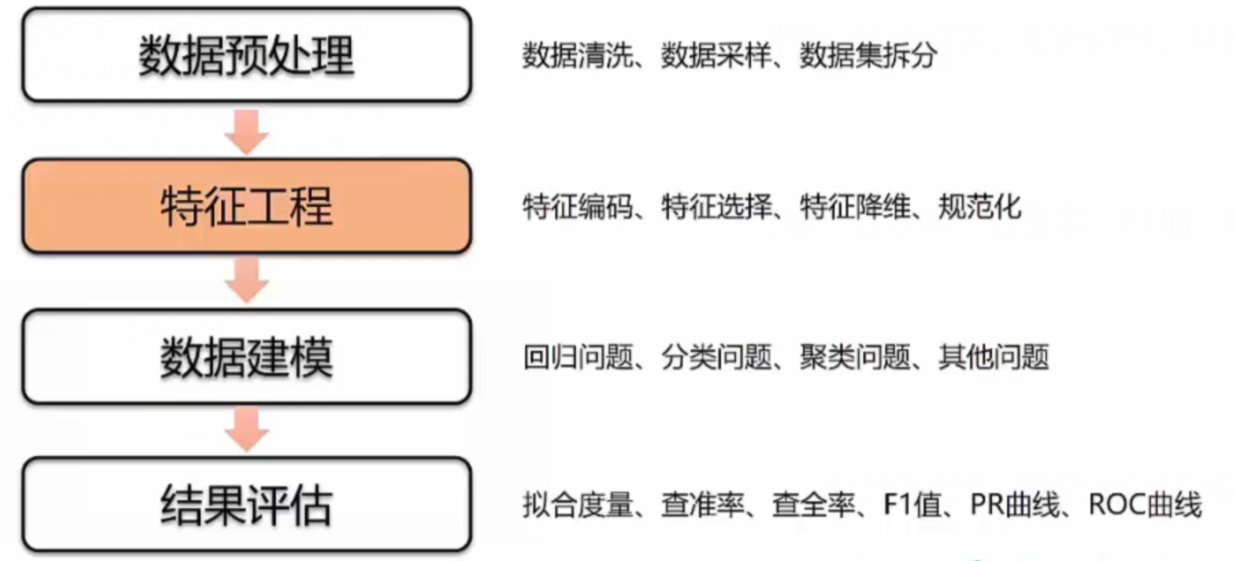 数据预处理
数据清洗、数据采样、数据集拆分
特征工程
特征编码、特征选择、特征降维、规范化
数据建模
回归问题、分类问题、聚类问题、其他问题
结果评估
拟合度量、查准率、查全率、F1值、PR曲线、ROC曲线